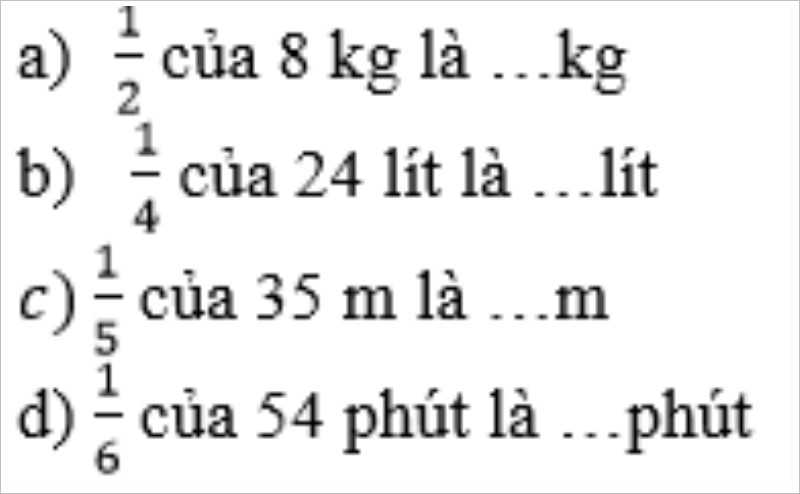 a) 1/2 của 8 kg là ...kg
b) 1/4 của 24 lít là ...lít
c) 1/5 của 35 m là ...m
d) 1/6 của 54 phút là ...phút